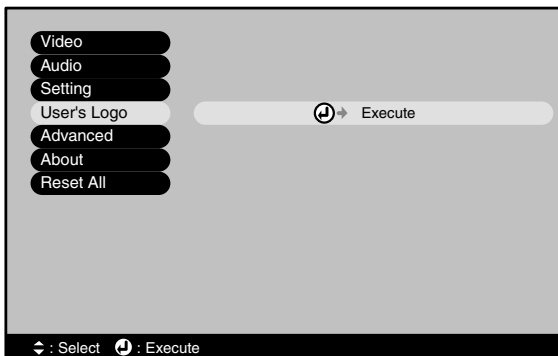 Video
Audio
Setting
User's Logo
Execute
Advanced
About
Reset All
: Select : Execute